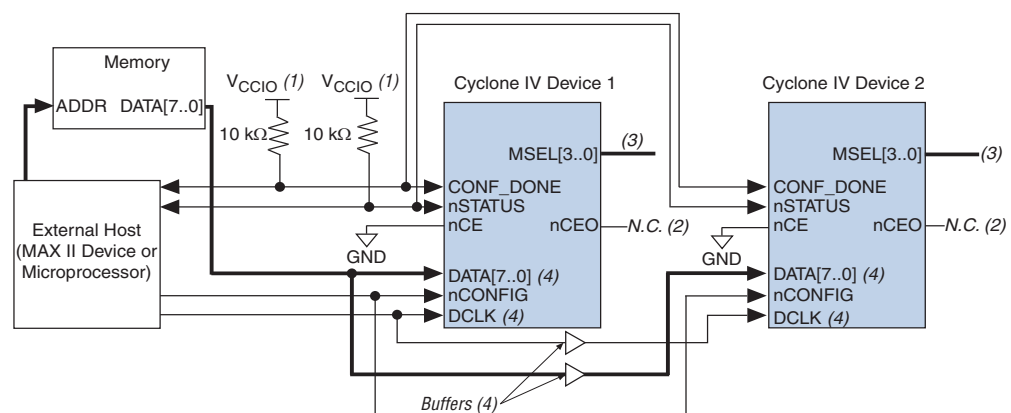 Memory
ADDR DATA[7..0]
V CCIO (1)
10 kΩ
V CCIO (1)
10 kΩ
External Host
(MAX II Device or
Microprocessor)
Cyclone IV Device 1
MSEL[3..0]
(3)
CONF_DONE
nSTATUS
nCE
nCEO
N.C. (2)
GND
DATA[7..0] (4)
nCONFIG
DCLK (4)
Cyclone IV Device 2
MSEL[3..0]
(3)
CONF_DONE
nSTATUS
nCE
nCEO
N.C. (2)
GND
DATA[7..0] (4)
nCONFIG
DCLK (4)
Buffers (4)